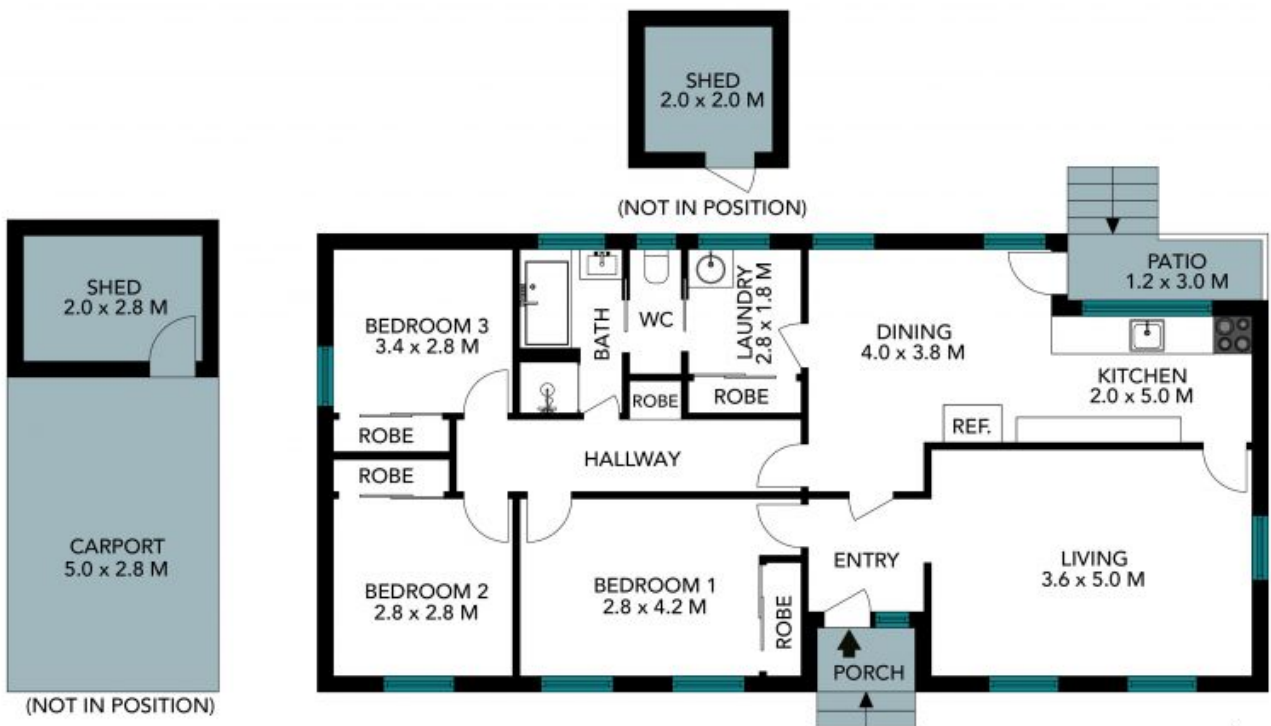 SHED
2.0 x 2.0 M
(NOT IN POSITION)
SHED
2.0 x 2.8 M
CARPORT
5.0 x 2.8 M
(NOT IN POSITION)
BEDROOM 3
3.4 x 2.8 M
ROBE
ROBE
BEDROOM 2
2.8 x 2.8 M
BATH
WC
ROBE
LAUNDRY
2.8 x 1.8 M
ROBE
HALLWAY
BEDROOM 1
2.8 x 4.2 M
ROBE
DINING
4.0 x 3.8 M
PATIO
1.2 x 3.0 M
KITCHEN
2.0 x 5.0 M
REF.
ENTRY
LIVING
3.6 x 5.0 M
PORCH